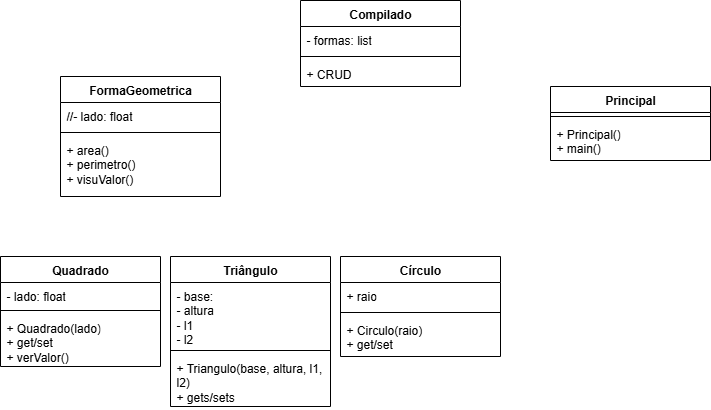 Compilado
- formas: list
+ CRUD
FormaGeometrica
//- lado: float
+ area()
+ perimetro()
+ visuValor()
Principal
+ Principal()
+ main()
Quadrado
- lado: float
+ Quadrado(lado)
+ get/set
+ verValor()
Triângulo
- base:
- altura
- l1
- l2
+ Triangulo(base, altura, l1,
l2)
+ gets/sets
Círculo
+ raio
+ Circulo(raio)
+ get/set